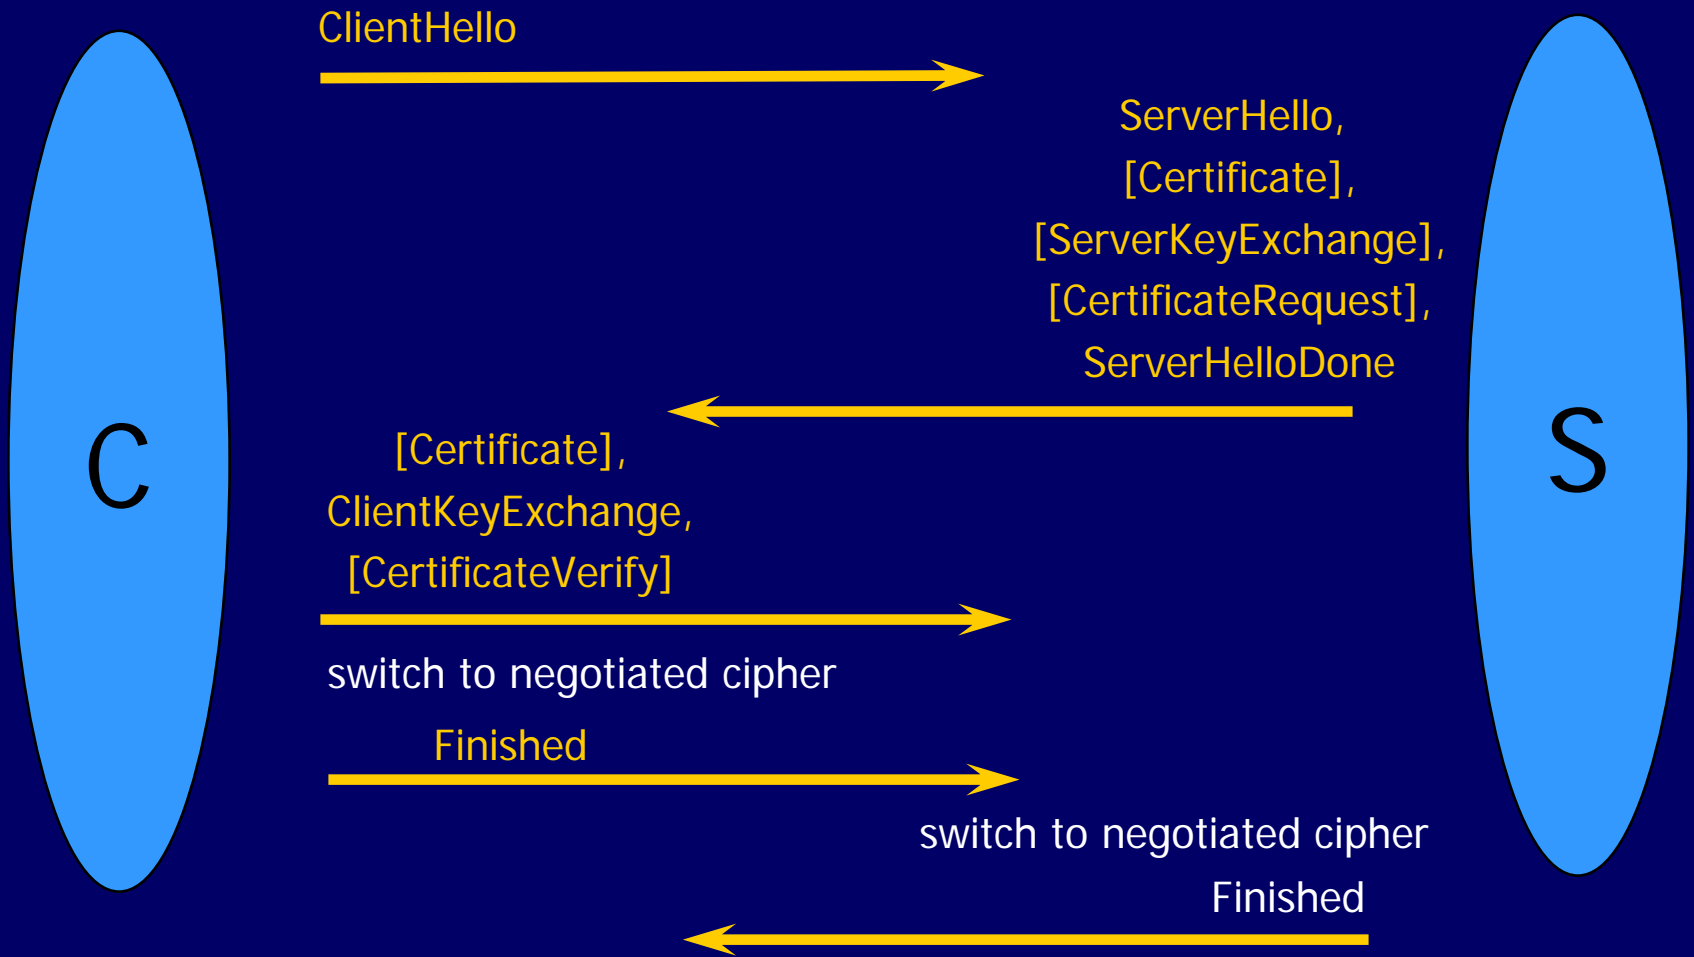 ClientHello
ServerHello,
[Certificate],
[ServerKeyExchange],
[CertificateRequest],
ServerHelloDone
C
S
[Certificate],
ClientKeyExchange,
[CertificateVerify]
switch to negotiated cipher
Finished
switch to negotiated cipher
Finished